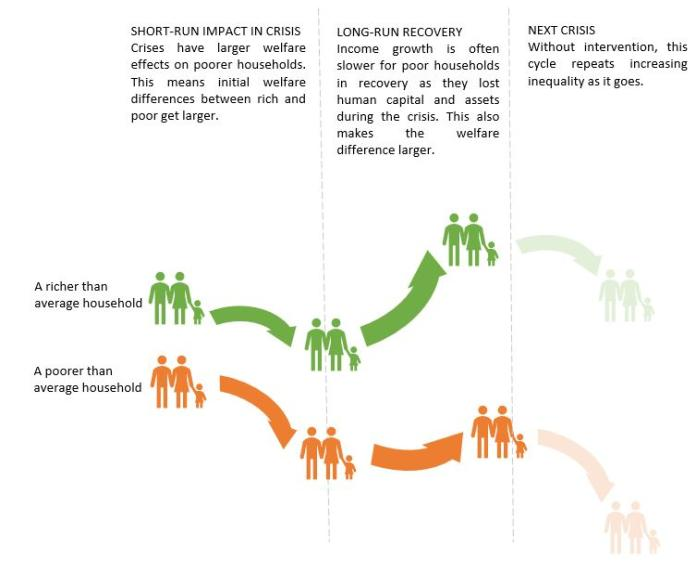 SHORT-RUN IMPACT IN CRISIS
Crises have larger welfare
effects on poorer households.
This means initial welfare
differences between rich and
poor get larger.
LONG-RUN RECOVERY
Income growth is often
slower for poor households
in recovery as they lost
human capital and assets
during the crisis. This also
makes the welfare
difference larger.
NEXT CRISIS
Without intervention, this
cycle repeats increasing
inequality as it goes.
A richer than
average household
A poorer than
average household